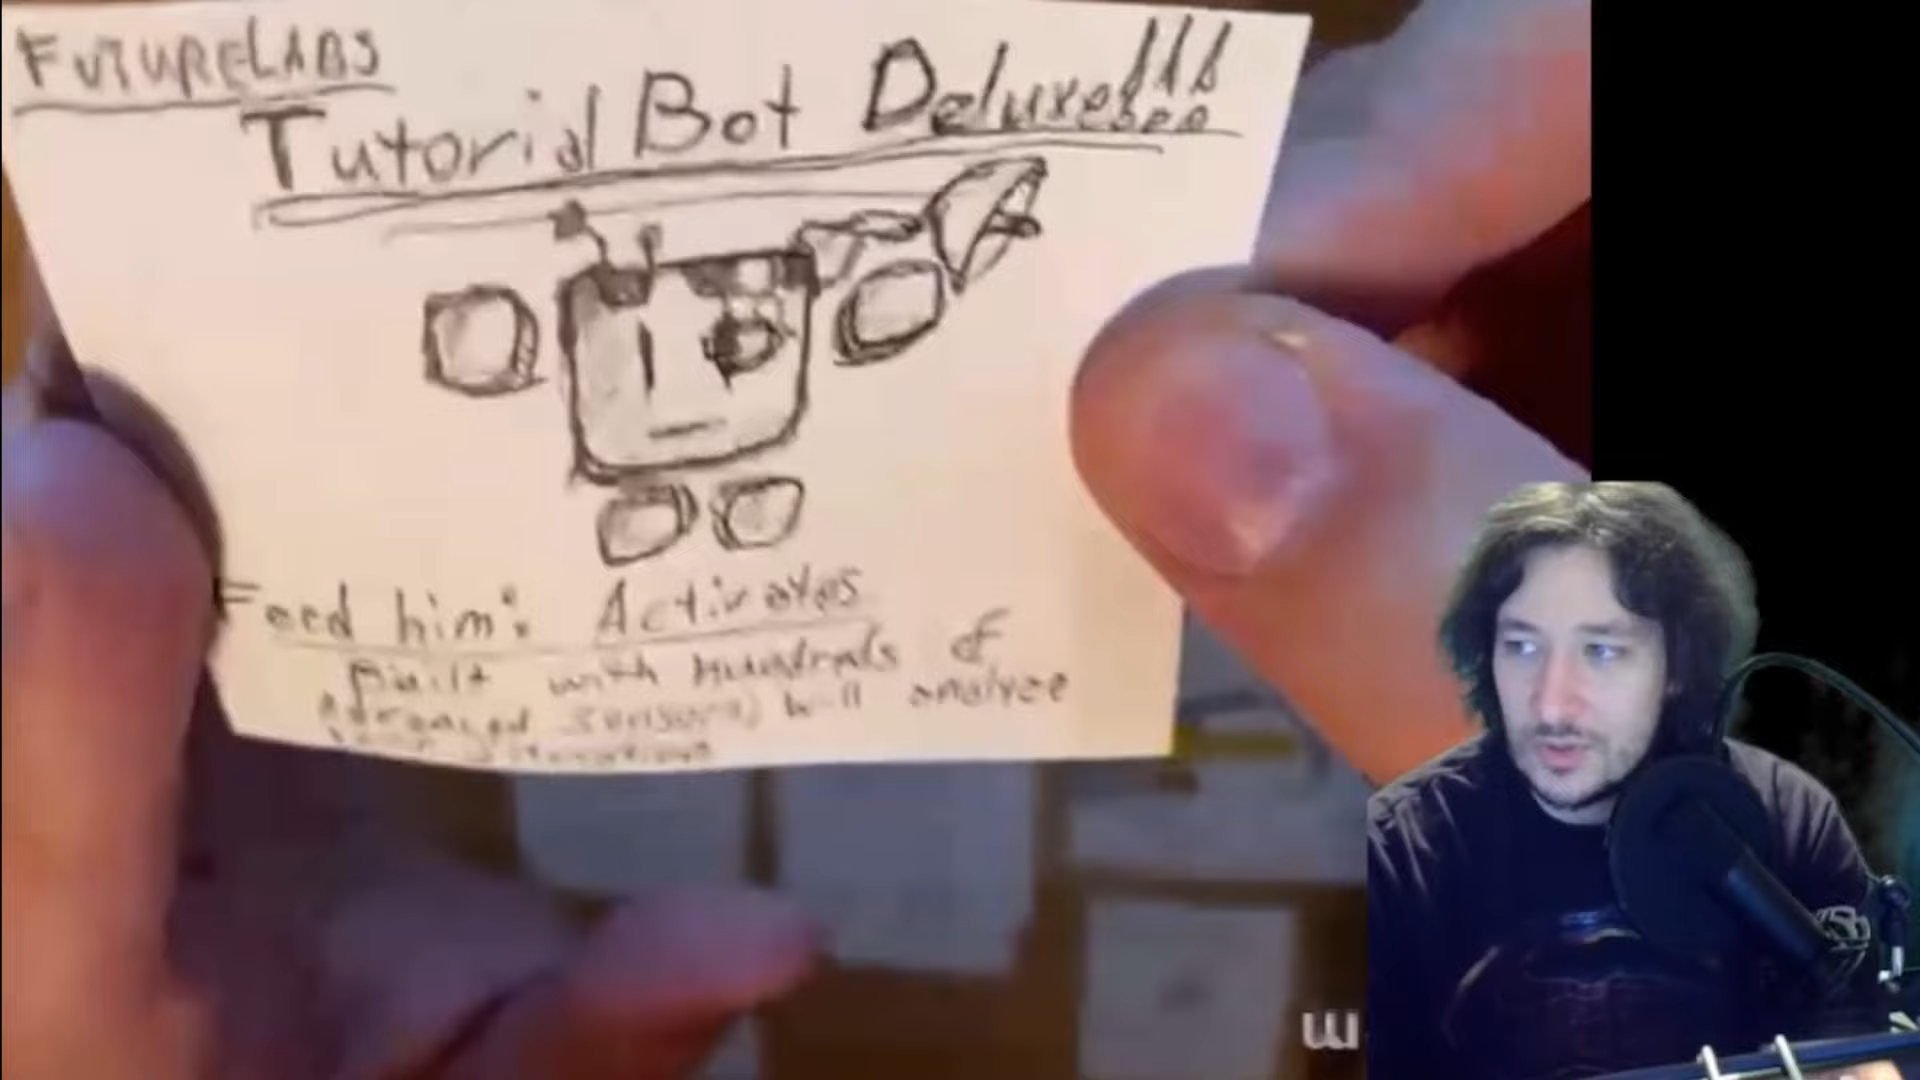 FUTURELABS
Tutorial Bot Deluxe!!!
Feed him: Activates
Built with hundreds of
advanced sensors, will analyze
W